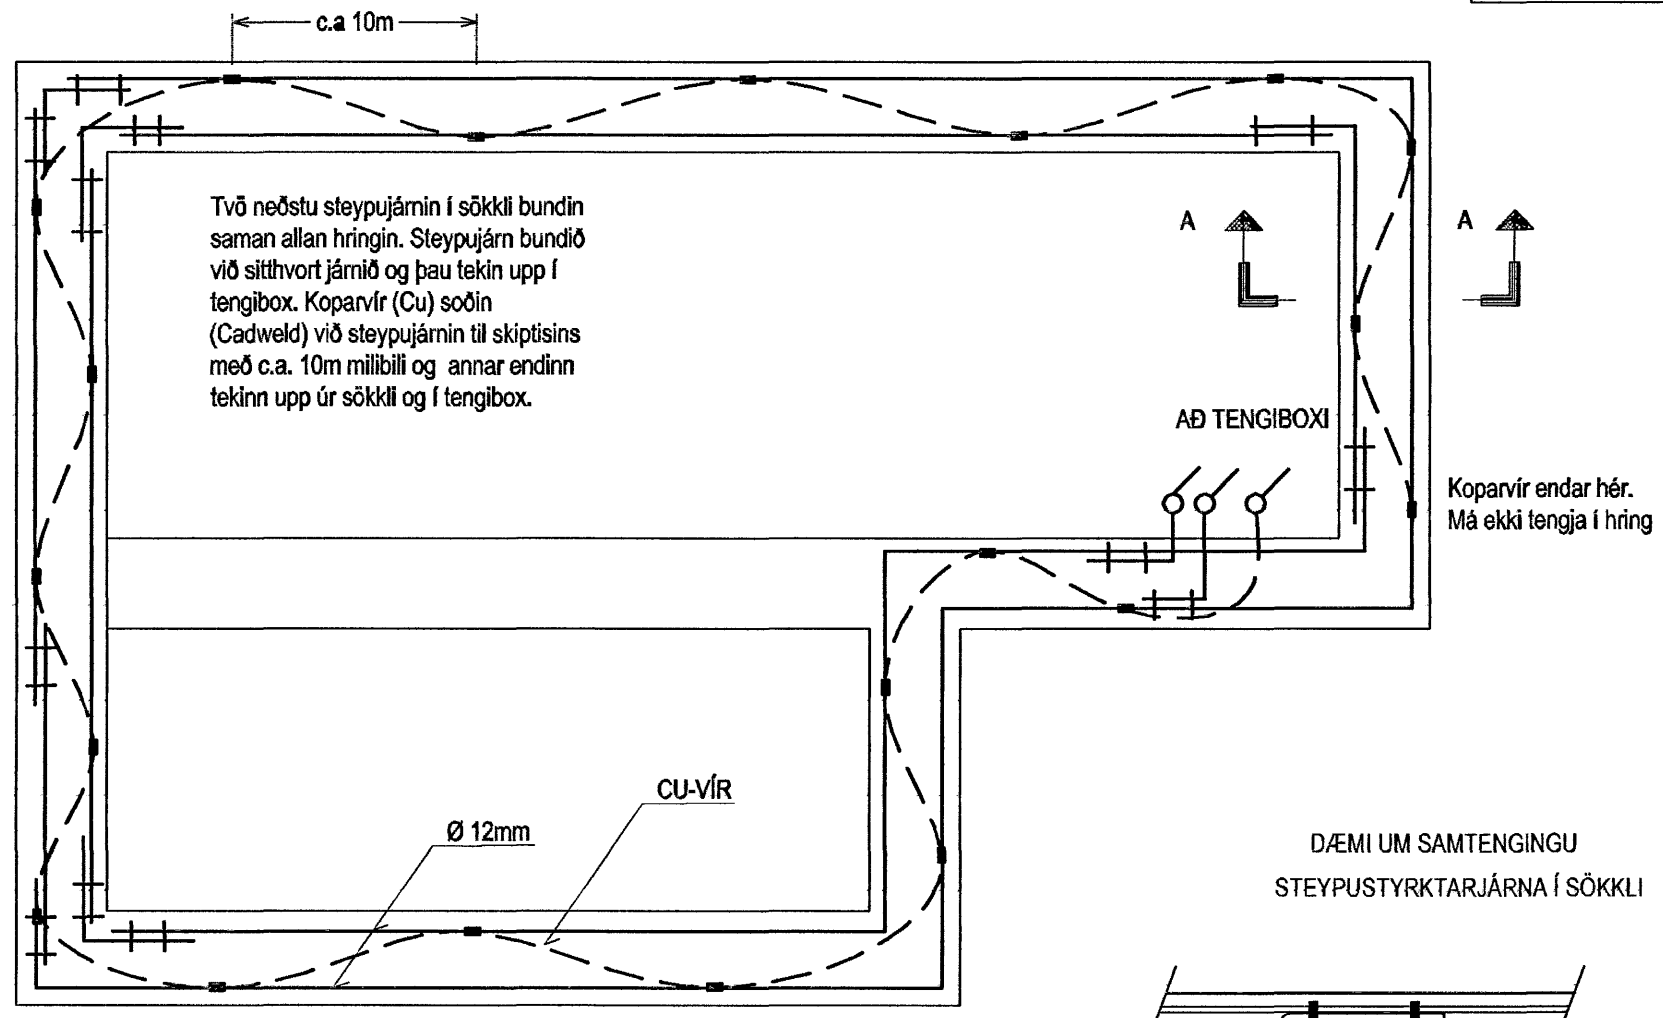 c.a 10m
Tvö neðstu steypujárnin í sökkli bundin
saman allan hringin. Steypujárn bundið
við sitthvort járnið og þau tekin upp í
tengibox. Koparvír (Cu) soðin
(Cadweld) við steypujárnin til skiptisins
með c.a. 10m milibili og annar endinn
tekinn upp úr sökkli og í tengibox.
A
A
AÐ TENGIBOXI
Koparvír endar hér.
Má ekki tengja í hring
CU-VÍR
Ø 12mm
DÆMI UM SAMTENGINGU
STEYPUSTYRKTARJÁRNA Í SÖKKLI